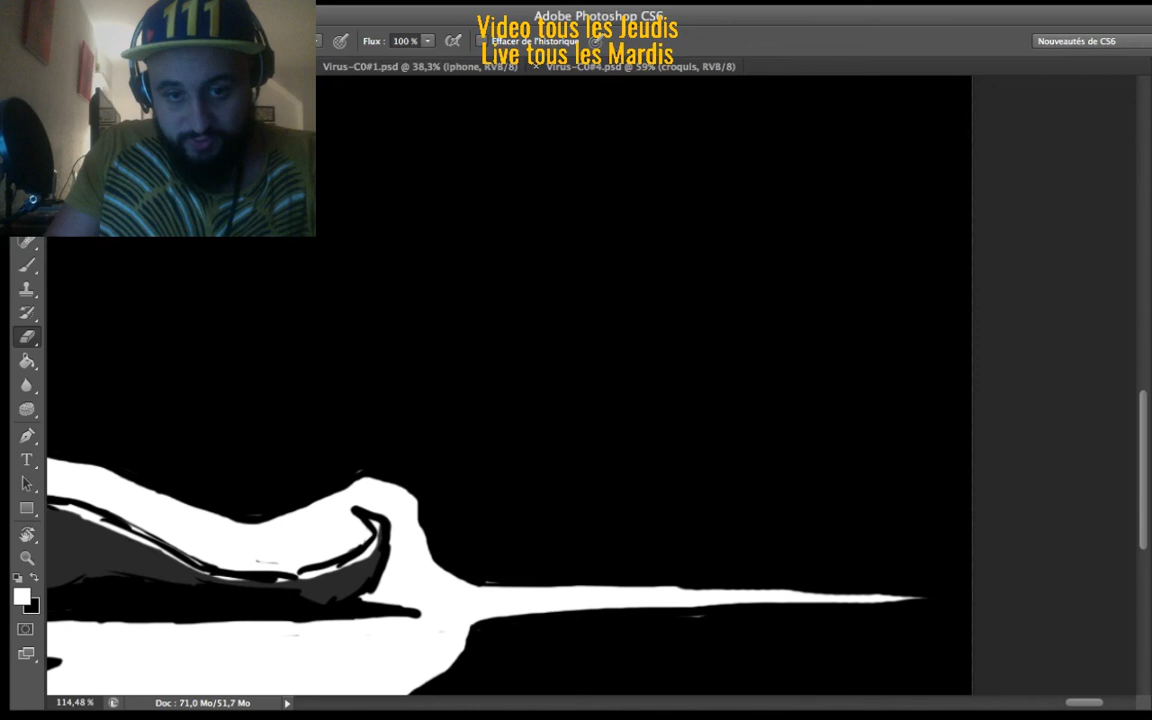 111
Adobe Photoshop CS6
Video tous les Jeudis
Live tous les Mardis
Flux : 100 %
Effacer de l'historique
Nouveautés de CS6
Virus-C0#1.psd @ 38,3% (iphone, RVB/8)
× Virus-C0#4.psd @ 59% (croquis, RVB/8)
T
114,48 %
Doc : 71,0 Mo/51,7 Mo